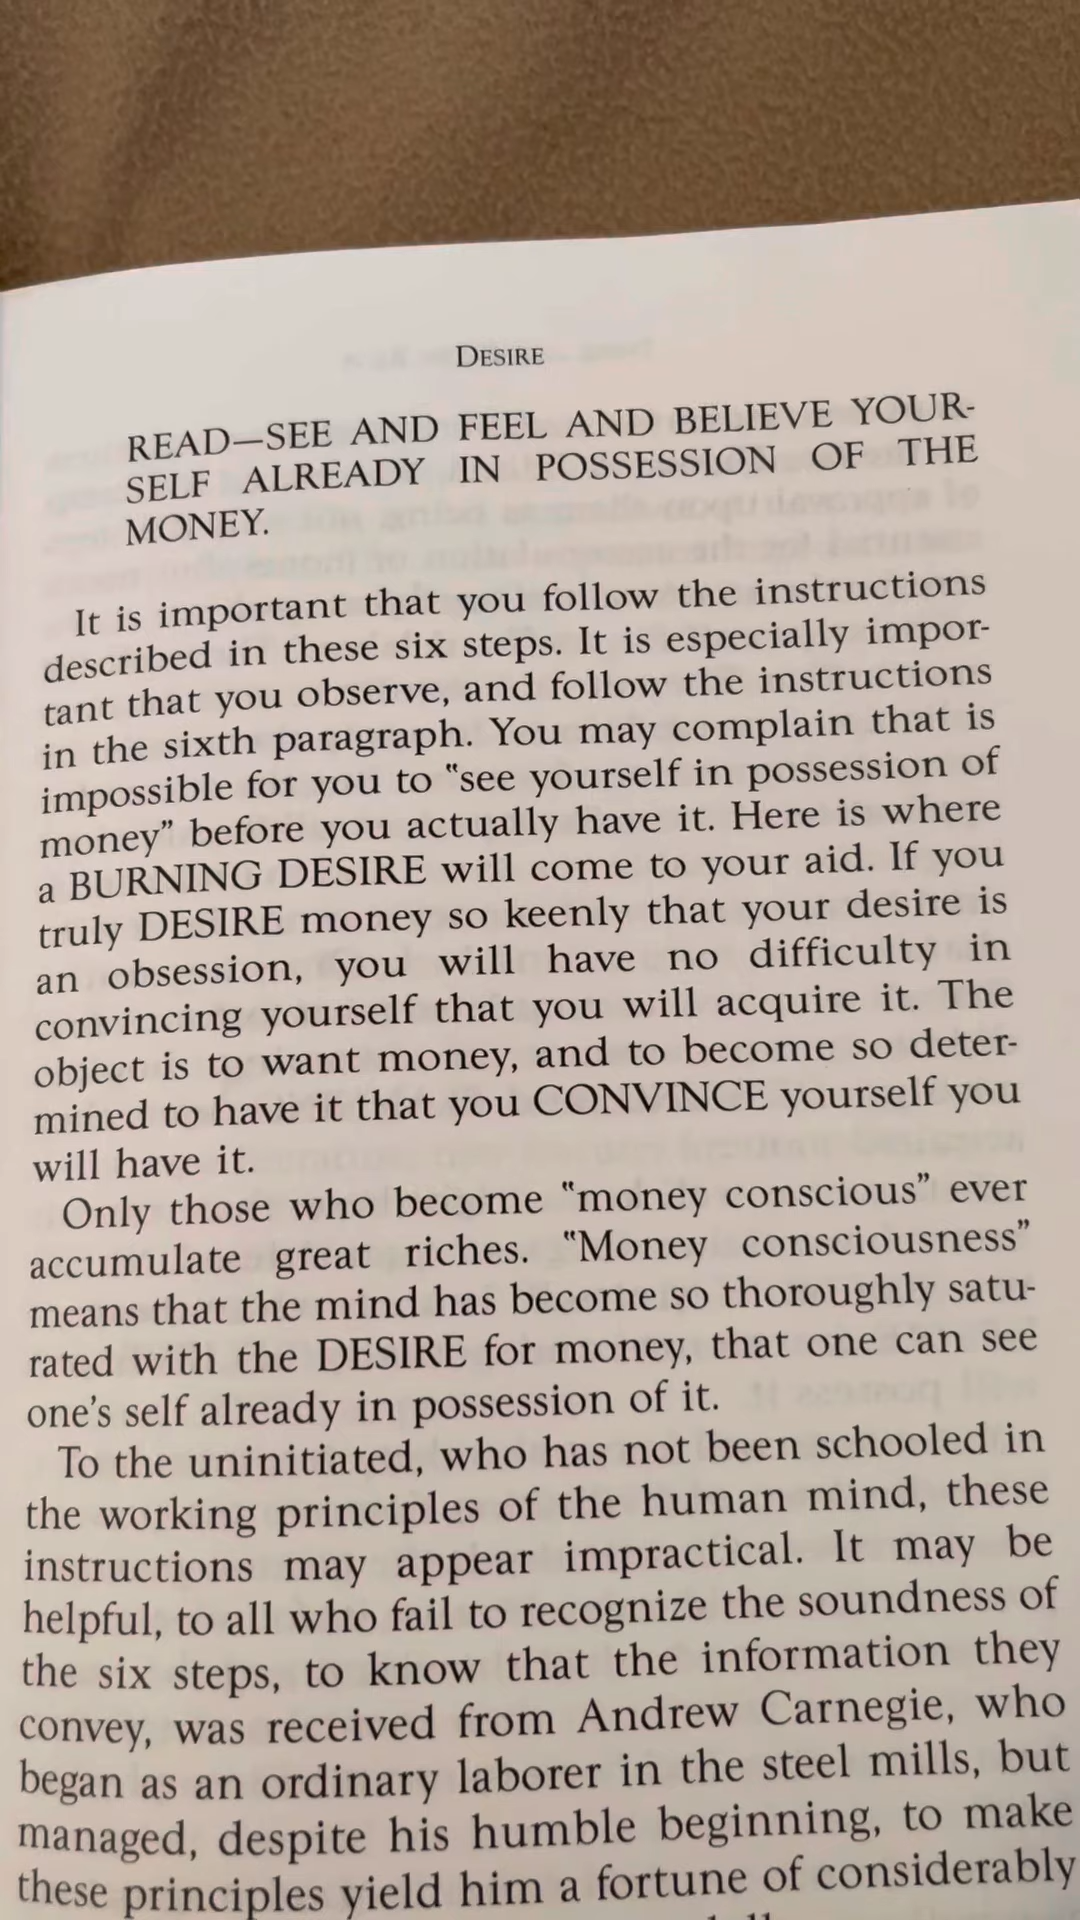 DESIRE
READ—SEE AND FEEL AND BELIEVE YOUR-
SELF ALREADY IN POSSESSION OF THE
MONEY.
It is important that you follow the instructions
described in these six steps. It is especially impor-
tant that you observe, and follow the instructions
in the sixth paragraph. You may complain that is
impossible for you to "see yourself in possession of
money" before you actually have it. Here is where
a BURNING DESIRE will come to your aid. If you
truly DESIRE money so keenly that your desire is
an obsession, you will have no difficulty in
convincing yourself that you will acquire it. The
object is to want money, and to become so deter-
mined to have it that you CONVINCE yourself you
will have it.
Only those who become "money conscious" ever
accumulate great riches. "Money consciousness"
means that the mind has become so thoroughly satu-
rated with the DESIRE for money, that one can see
one's self already in possession of it.
To the uninitiated, who has not been schooled in
the working principles of the human mind, these
instructions may appear impractical. It may be
helpful, to all who fail to recognize the soundness of
the six steps, to know that the information they
convey, was received from Andrew Carnegie, who
began as an ordinary laborer in the steel mills, but
managed, despite his humble beginning, to make
these principles yield him a fortune of considerably